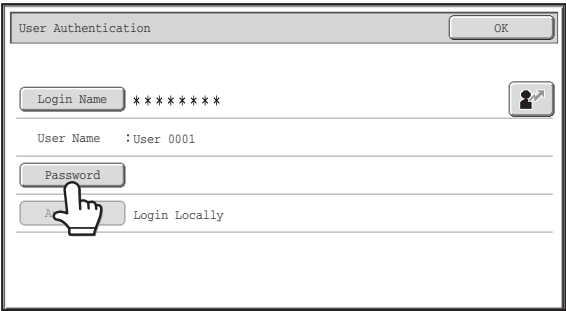 User Authentication OK
Login Name ********
User Name :User 0001
Password
Login Locally